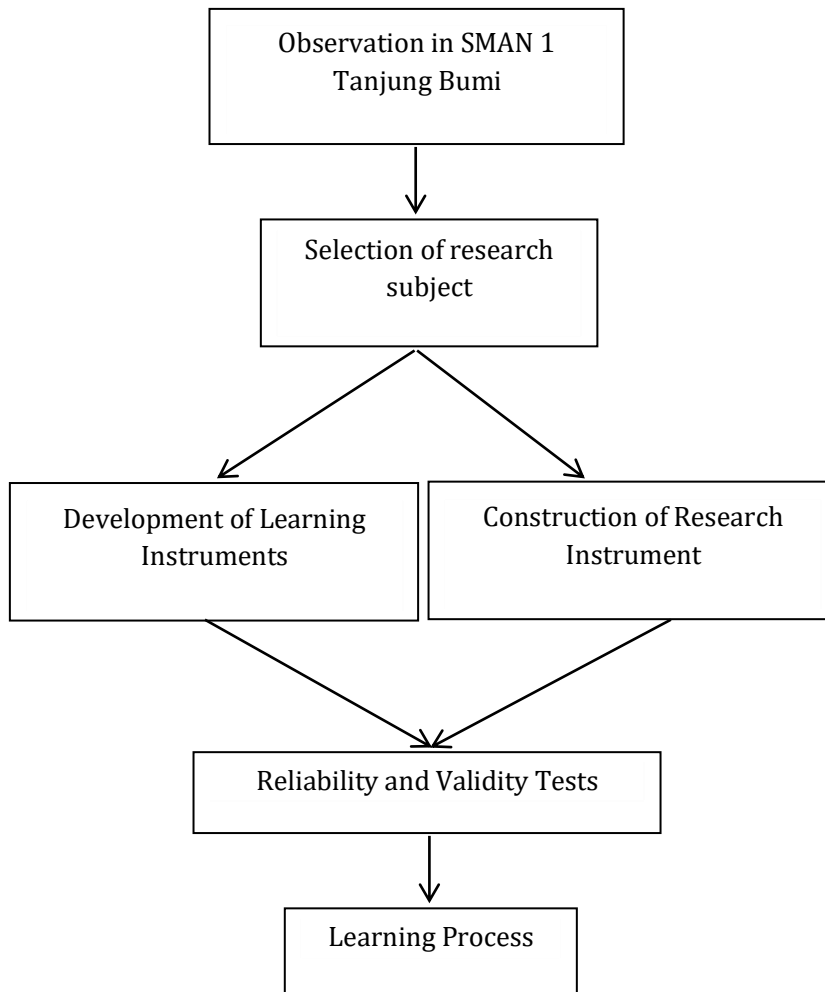 Observation in SMAN 1
Tanjung Bumi
Selection of research
subject
Development of Learning
Instruments
Construction of Research
Instrument
Reliability and Validity Tests
Learning Process